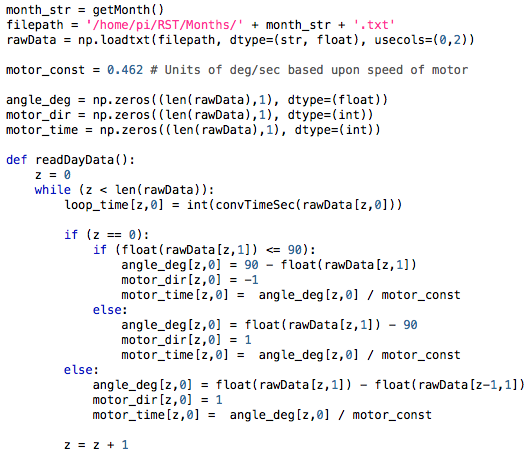 month_str = getMonth()
filepath = '/home/pi/RST/Months/' + month_str + '.txt'
rawData = np.loadtxt(filepath, dtype=(str, float), usecols=(0,2))

motor_const = 0.462 # Units of deg/sec based upon speed of motor

angle_deg = np.zeros((len(rawData),1), dtype=(float))
motor_dir = np.zeros((len(rawData),1), dtype=(int))
motor_time = np.zeros((len(rawData),1), dtype=(int))

def readDayData():
    z = 0
    while (z < len(rawData)):
        loop_time[z,0] = int(convTimeSec(rawData[z,0]))

        if (z == 0):
            if (float(rawData[z,1]) <= 90):
                angle_deg[z,0] = 90 - float(rawData[z,1])
                motor_dir[z,0] = -1
                motor_time[z,0] =  angle_deg[z,0] / motor_const
            else:
                angle_deg[z,0] = float(rawData[z,1]) - 90
                motor_dir[z,0] = 1
                motor_time[z,0] =  angle_deg[z,0] / motor_const
        else:
            angle_deg[z,0] = float(rawData[z,1]) - float(rawData[z-1,1])
            motor_dir[z,0] = 1
            motor_time[z,0] =  angle_deg[z,0] / motor_const

        z = z + 1